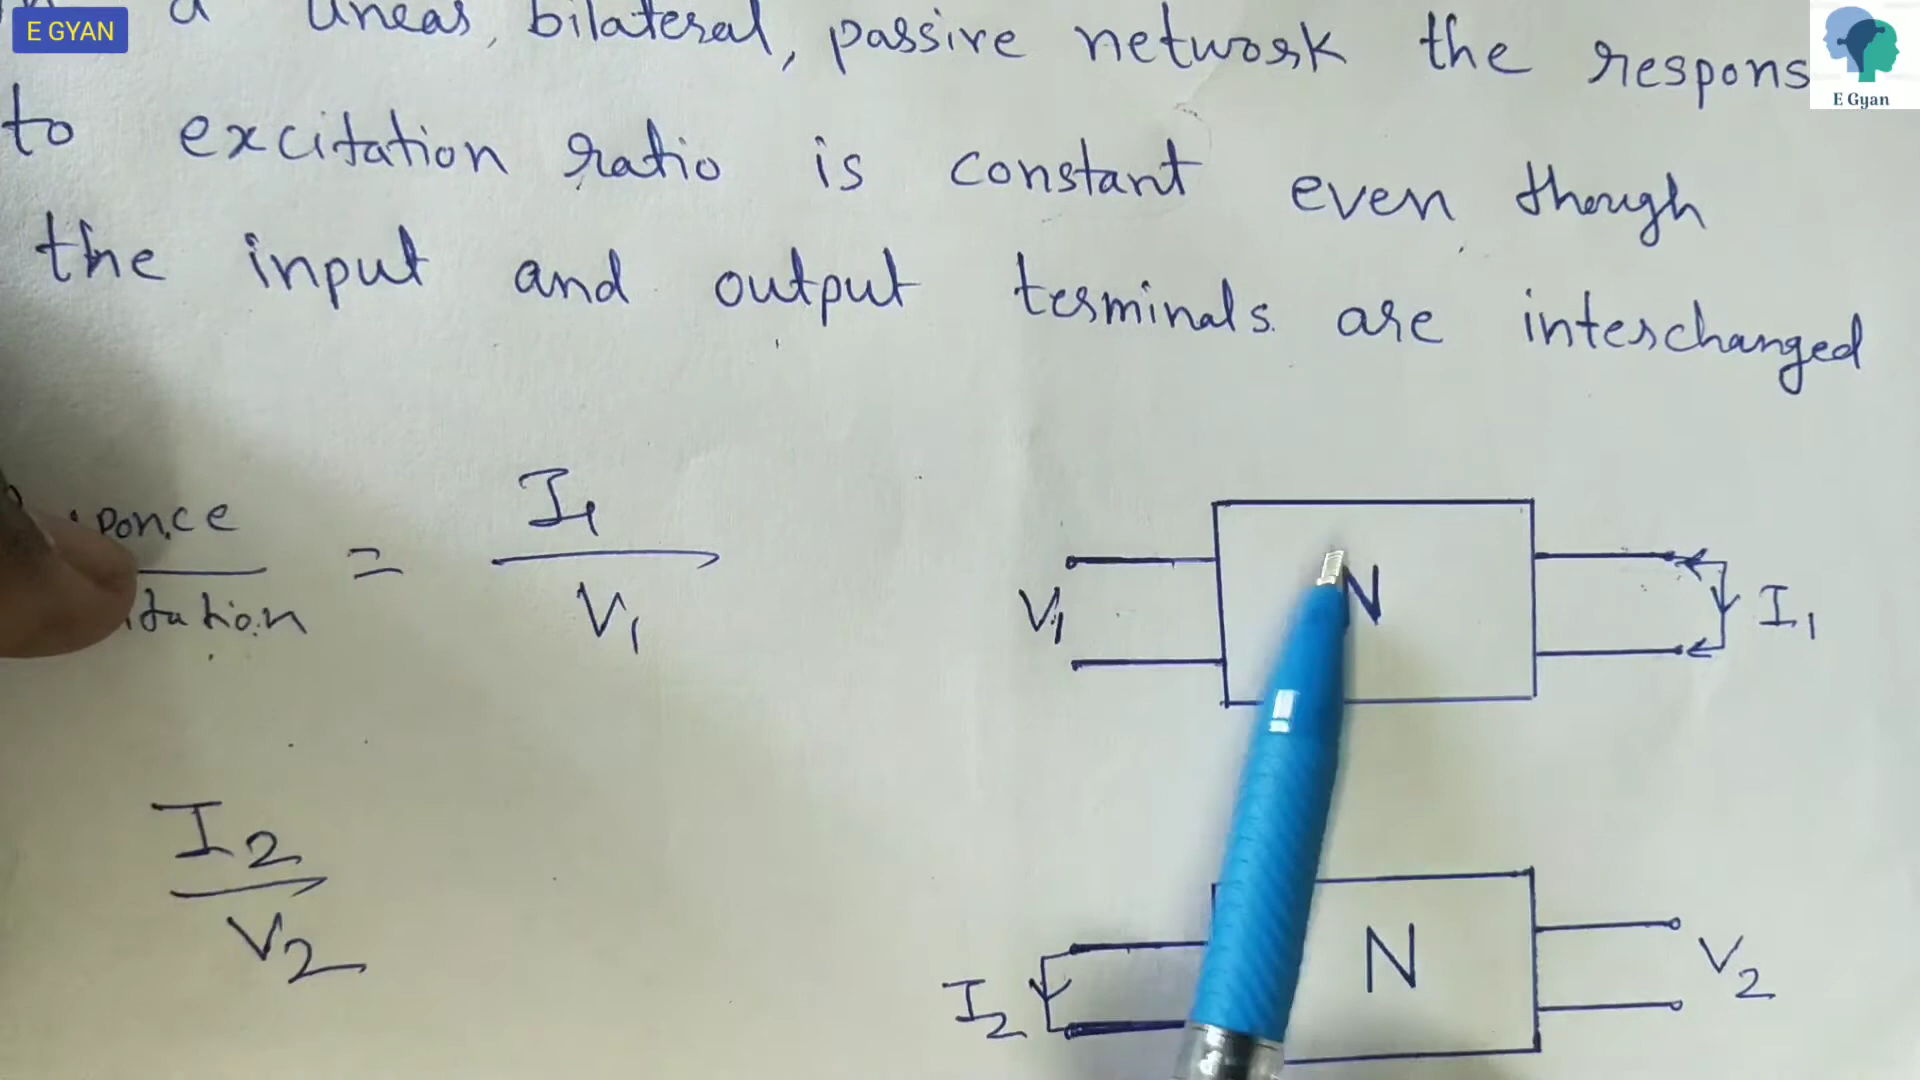 E GYAN
a linear, bilateral, passive network the respons
E Gyan
to excitation ratio is constant even though
the input and output terminals are interchanged
ponce
tation
=
I1
V1
V1
N
I1
I2
V2
I2
N
V2